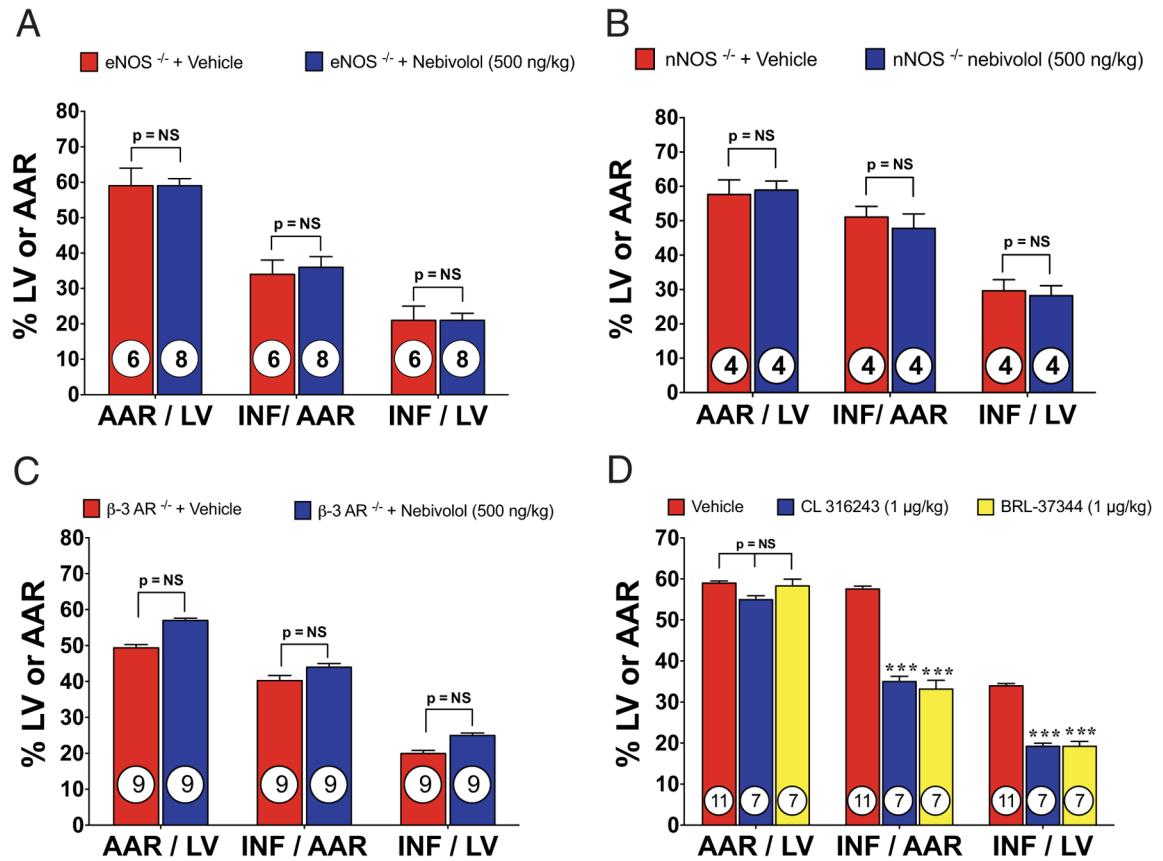 A
eNOS -/- + Vehicle
eNOS -/- + Nebivolol (500 ng/kg)
% LV or AAR
80
70
60
50
40
30
20
10
0
p = NS
p = NS
p = NS
6 8 6 8 6 8
AAR / LV INF/ AAR INF / LV
B
nNOS -/- + Vehicle
nNOS -/- nebivolol (500 ng/kg)
% LV or AAR
80
70
60
50
40
30
20
10
0
p = NS
p = NS
p = NS
4 4 4 4 4 4
AAR / LV INF/ AAR INF / LV
C
β-3 AR -/- + Vehicle
β-3 AR -/- + Nebivolol (500 ng/kg)
% LV or AAR
80
70
60
50
40
30
20
10
0
p = NS
p = NS
p = NS
9 9 9 9 9 9
AAR / LV INF / AAR INF / LV
D
Vehicle
CL 316243 (1 µg/kg)
BRL-37344 (1 µg/kg)
% LV or AAR
70
60
50
40
30
20
10
0
p = NS
*** ***
*** ***
11 7 7 11 7 7 11 7 7
AAR / LV INF / AAR INF / LV